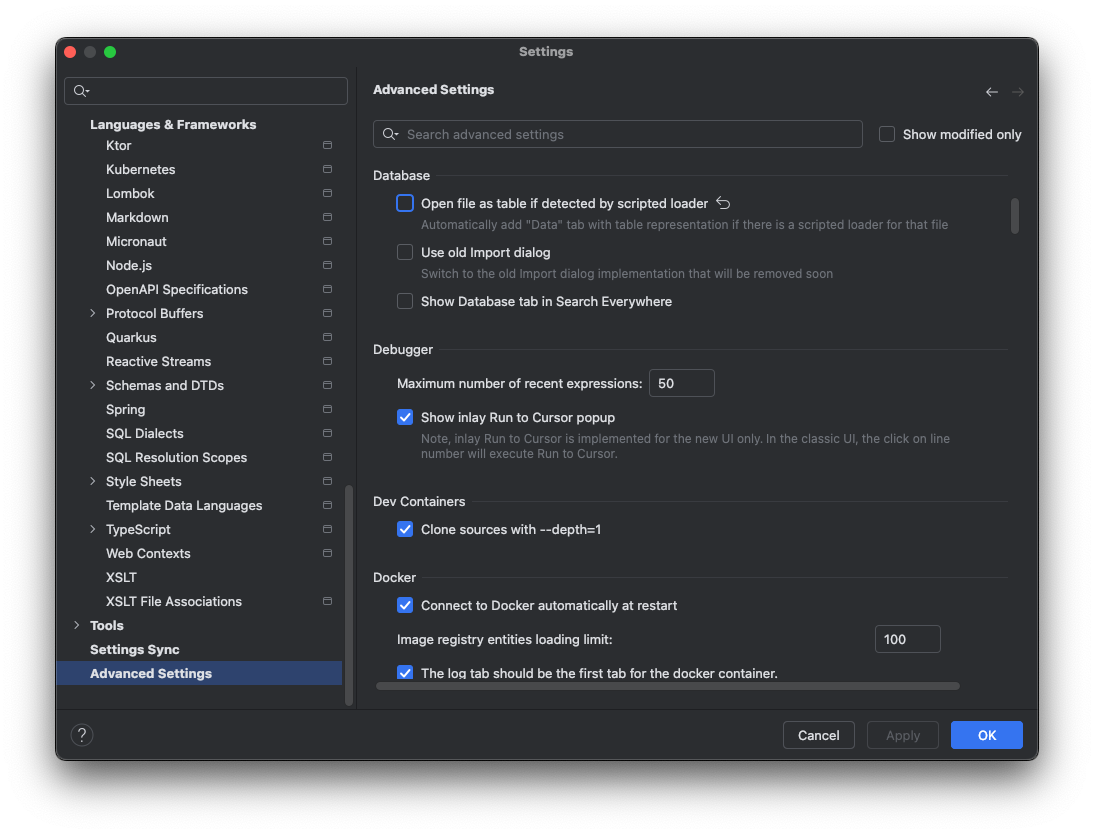 Settings
Languages & Frameworks
Ktor
Kubernetes
Lombok
Markdown
Micronaut
Node.js
OpenAPI Specifications
Protocol Buffers
Quarkus
Reactive Streams
Schemas and DTDs
Spring
SQL Dialects
SQL Resolution Scopes
Style Sheets
Template Data Languages
TypeScript
Web Contexts
XSLT
XSLT File Associations
Tools
Settings Sync
Advanced Settings
Advanced Settings
Search advanced settings
Show modified only
Database
Open file as table if detected by scripted loader
Automatically add "Data" tab with table representation if there is a scripted loader for that file
Use old Import dialog
Switch to the old Import dialog implementation that will be removed soon
Show Database tab in Search Everywhere
Debugger
Maximum number of recent expressions: 50
Show inlay Run to Cursor popup
Note, inlay Run to Cursor is implemented for the new UI only. In the classic UI, the click on line
number will execute Run to Cursor.
Dev Containers
Clone sources with --depth=1
Docker
Connect to Docker automatically at restart
Image registry entities loading limit: 100
The log tab should be the first tab for the docker container.
?
Cancel
Apply
OK